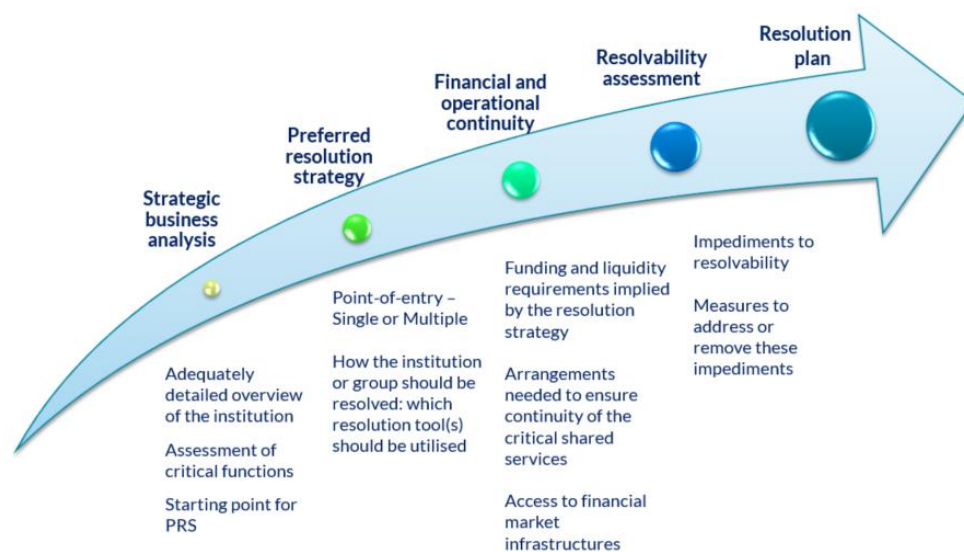 Strategic
business
analysis
Preferred
resolution
strategy
Financial and
operational
continuity
Resolvability
assessment
Resolution
plan
Adequately
detailed overview
of the institution
Assessment of
critical functions
Starting point for
PRS
Point-of-entry –
Single or Multiple
How the institution
or group should be
resolved: which
resolution tool(s)
should be utilised
Funding and liquidity
requirements implied
by the resolution
strategy
Arrangements
needed to ensure
continuity of the
critical shared
services
Access to financial
market
infrastructures
Impediments to
resolvability
Measures to
address or
remove these
impediments